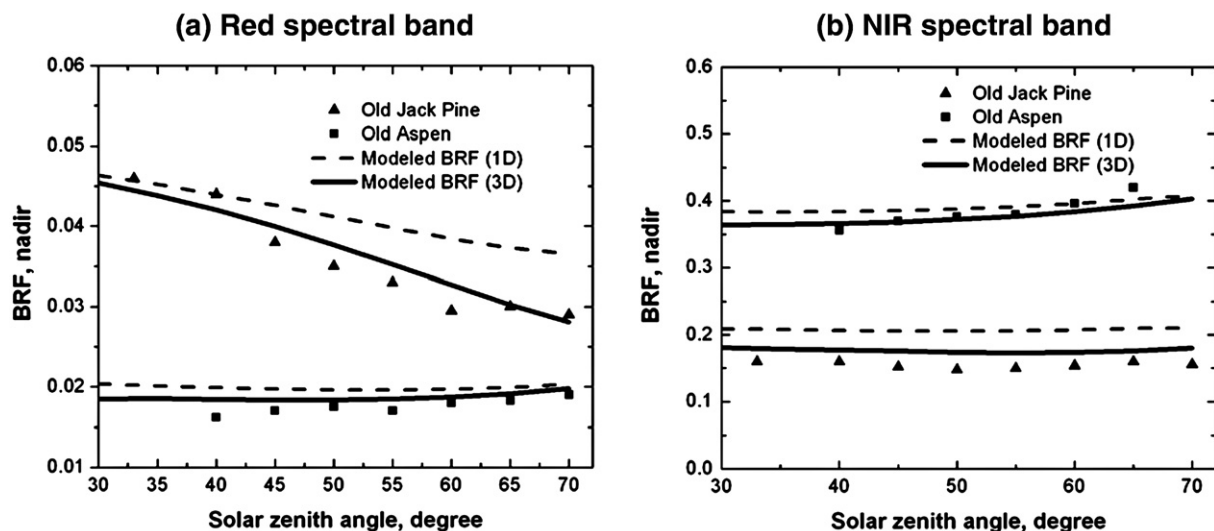 (a) Red spectral band
0.06
0.05
0.04
0.03
0.02
0.01
BRF, nadir
Old Jack Pine
Old Aspen
Modeled BRF (1D)
Modeled BRF (3D)
30 35 40 45 50 55 60 65 70
Solar zenith angle, degree
(b) NIR spectral band
0.6
0.5
0.4
0.3
0.2
0.1
0.0
BRF, nadir
Old Jack Pine
Old Aspen
Modeled BRF (1D)
Modeled BRF (3D)
30 40 50 60 70
Solar zenith angle, degree